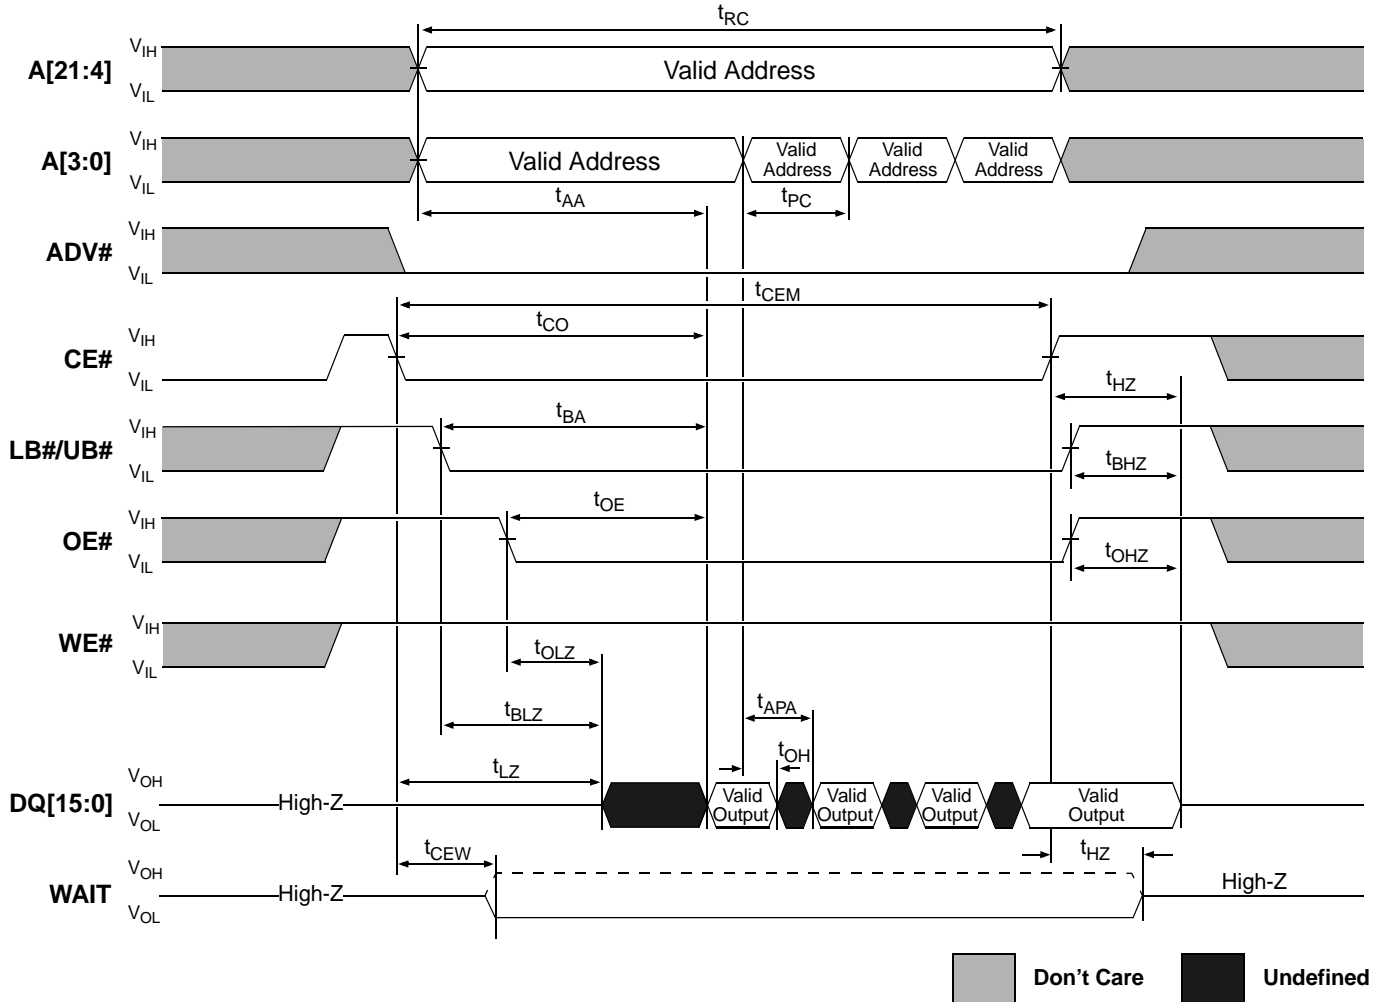 tRC
VIH
A[21:4]
Valid Address
VIL
VIH
A[3:0]
Valid Address
Valid
Address
Valid
Address
Valid
Address
VIL
tAA
tPC
VIH
ADV#
VIL
tCEM
tCO
VIH
CE#
VIL
tHZ
tBA
VIH
LB#/UB#
VIL
tBHZ
tOE
VIH
OE#
VIL
tOHZ
VIH
WE#
VIL
tOLZ
tBLZ
tAPA
tOH
tLZ
VOH
DQ[15:0]
High-Z
VOL
Valid
Output
Valid
Output
Valid
Output
Valid
Output
tCEW
tHZ
VOH
WAIT
High-Z
High-Z
VOL
Don't Care
Undefined